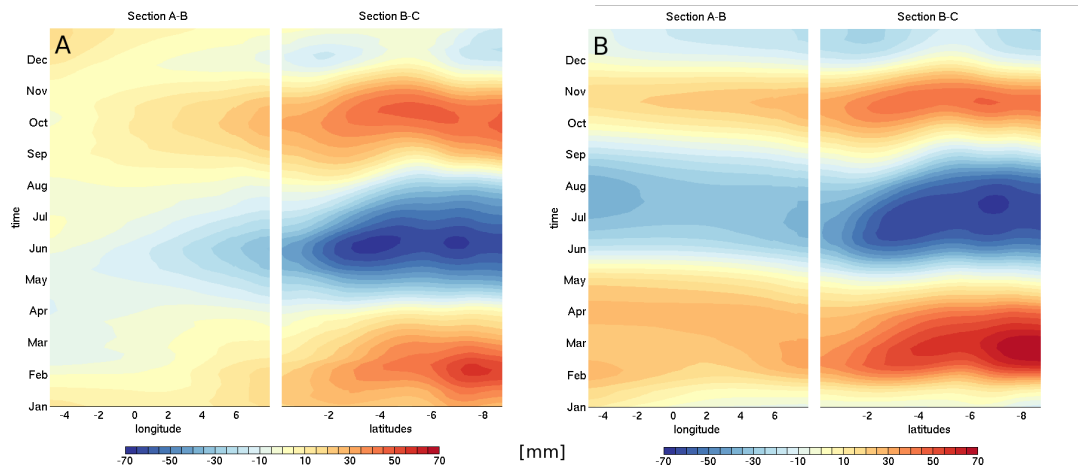 Section A-B Section B-C Section A-B Section B-C
A B
Dec Dec
Nov Nov
Oct Oct
Sep Sep
Aug Aug
Jul Jul
Jun Jun
May May
Apr Apr
Mar Mar
Feb Feb
Jan Jan
time time
-4 -2 0 2 4 6 -2 -4 -6 -8 -4 -2 0 2 4 6 -2 -4 -6 -8
longitude latitudes longitude latitudes
-70 -50 -30 -10 10 30 50 70 [mm] -70 -50 -30 -10 10 30 50 70